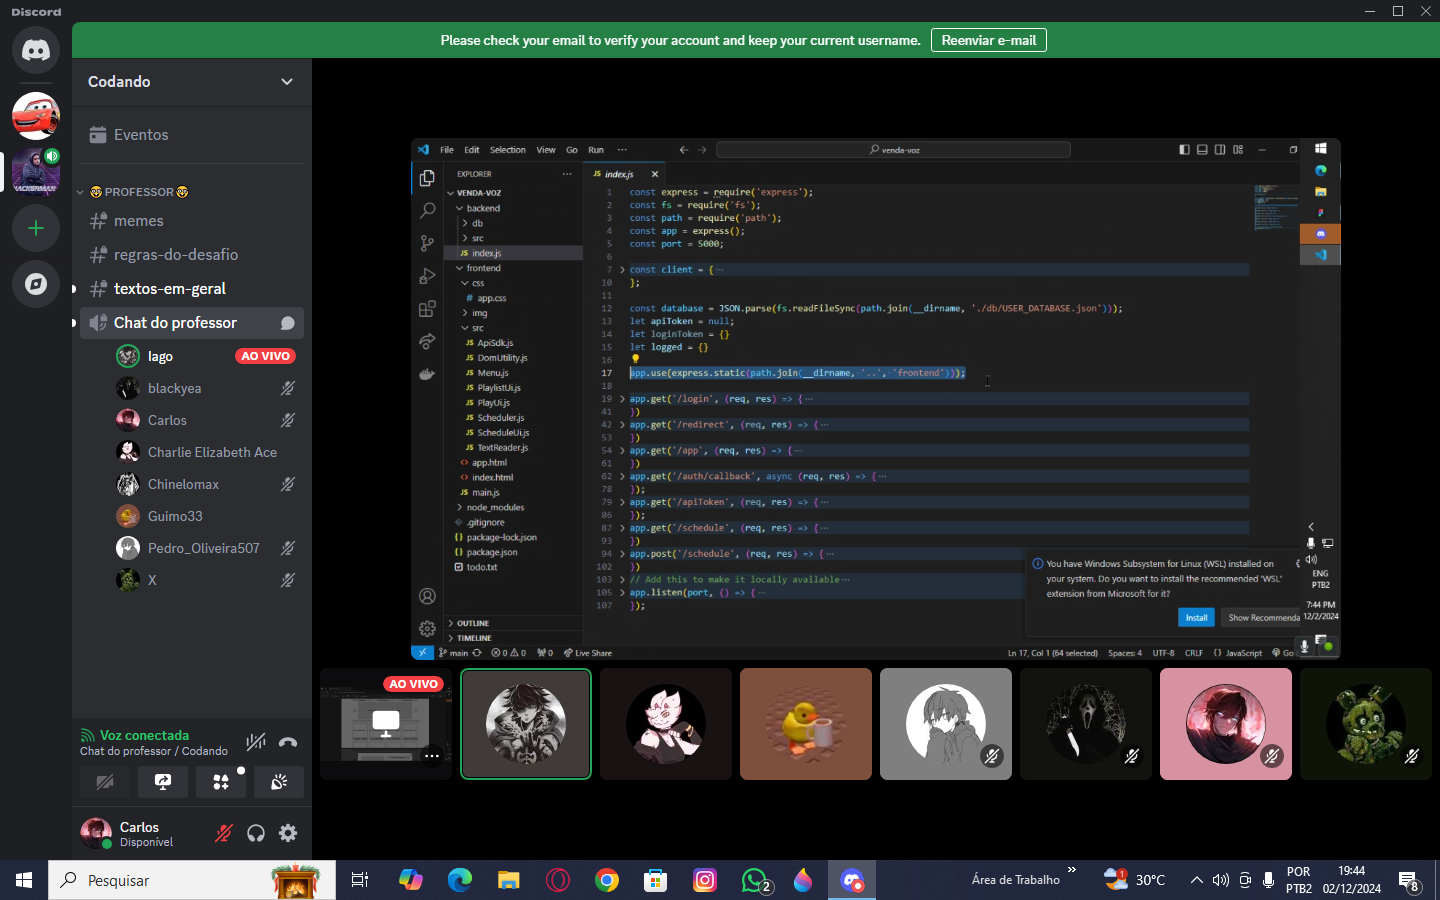 Discord
Please check your email to verify your account and keep your current username.
Reenviar e-mail
Codando
Eventos
PROFESSOR
memes
regras-do-desafio
textos-em-geral
Chat do professor
Iago
AO VIVO
blackyea
Carlos
Charlie Elizabeth Ace
Chinelomax
Guimo33
Pedro_Oliveira507
X
Voz conectada
Chat do professor / Codando
Carlos
Disponível
File Edit Selection View Go Run ···
venda-voz
EXPLORER
VENDA-VOZ
backend
db
src
JS index.js
frontend
css
# app.css
img
src
JS ApiSdk.js
JS DomUtility.js
JS Menu.js
JS PlaylistUi.js
JS PlayUi.js
JS Scheduler.js
JS ScheduleUi.js
JS TextReader.js
<> app.html
<> index.html
JS main.js
node_modules
.gitignore
{} package-lock.json
{} package.json
todo.txt
OUTLINE
TIMELINE
JS index.js
1 const express = require('express');
2 const fs = require('fs');
3 const path = require('path');
4 const app = express();
5 const port = 5000;
6
7 const client = {···
10 };
11
12 const database = JSON.parse(fs.readFileSync(path.join(__dirname, './db/USER_DATABASE.json')));
13 let apiToken = null;
14 let loginToken = {}
15 let logged = {}
16
17 app.use(express.static(path.join(__dirname, '..', 'frontend')));
18
19 app.get('/login', (req, res) => {···
41 })
42 app.get('/redirect', (req, res) => {···
53 })
54 app.get('/app', (req, res) => {···
61 })
62 app.get('/auth/callback', async (req, res) => {···
78 });
79 app.get('/apiToken', (req, res) => {···
86 });
87 app.get('/schedule', (req, res) => {···
93 })
94 app.post('/schedule', (req, res) => {···
102 })
103 // Add this to make it locally available···
105 app.listen(port, () => {···
107 });
You have Windows Subsystem for Linux (WSL) installed on
your system. Do you want to install the recommended 'WSL'
extension from Microsoft for it?
Install
Show Recommenda
ENG
PTB2
7:44 PM
12/2/2024
main
0 0
0
Live Share
Ln 17, Col 1 (64 selected) Spaces: 4 UTF-8 CRLF {} JavaScript Go
AO VIVO
Pesquisar
2
Área de Trabalho
1
30°C
POR
PTB2
19:44
02/12/2024
8